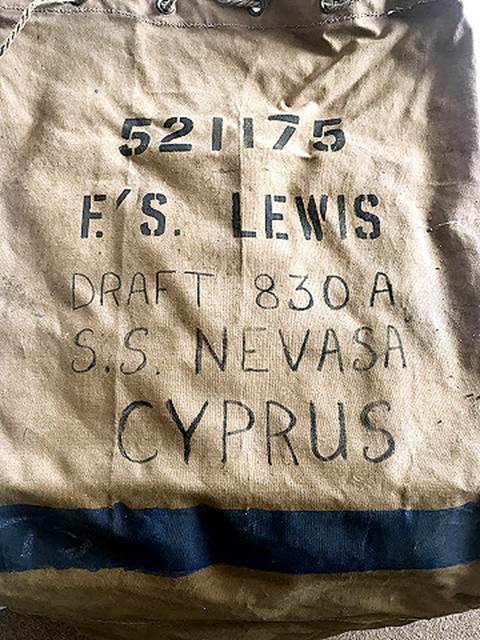 521175
F'S. LEWIS
DRAFT 830 A
S.S. NEVASA
CYPRUS